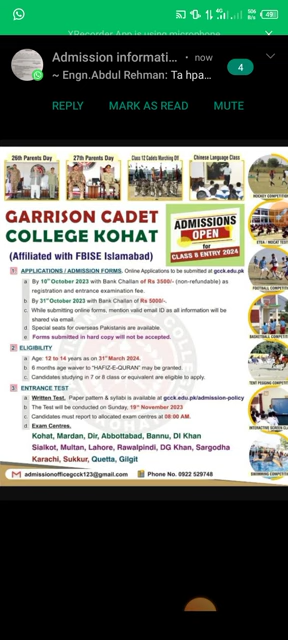 XRecorder App is using microphone
49
Admission informati... • now
~ Engn.Abdul Rehman: Ta hpa...
4
REPLY MARK AS READ MUTE
26th Parents Day
27th Parents Day
Class 12 Cadets Marching Off
Chinese Language Class
HOCKEY COMPETITION
GARRISON CADET
COLLEGE KOHAT
(Affiliated with FBISE Islamabad)
ADMISSIONS
OPEN
for
CLASS 8 ENTRY 2024
1 APPLICATIONS / ADMISSION FORMS. Online Applications to be submitted at gcck.edu.pk
a By 10th October 2023 with Bank Challan of Rs 3500/- (non-refundable) as
registration and entrance examination fee.
b By 31st October 2023 with Bank Challan of Rs 5000/-.
c While submitting online forms, mention valid email ID as all information will be
shared via email.
d Special seats for overseas Pakistanis are available.
e Forms submitted in hard copy will not be accepted.
2 ELIGIBILITY
a Age: 12 to 14 years as on 31st March 2024.
b 6 months age waiver to "HAFIZ-E-QURAN" may be granted.
c Candidates studying in 7 or 8 class or equivalent are eligible to apply.
3 ENTRANCE TEST
a Written Test. Paper pattern & syllabi is available at gcck.edu.pk/admission-policy
b The Test will be conducted on Sunday, 19th November 2023
c Candidates must report to allocated exam centres at 08:00 AM.
d Exam Centres.
Kohat, Mardan, Dir, Abbottabad, Bannu, DI Khan
Sialkot, Multan, Lahore, Rawalpindi, DG Khan, Sargodha
Karachi, Sukkur, Quetta, Gilgit
admissionofficegcck123@gmail.com Phone No. 0922 529748